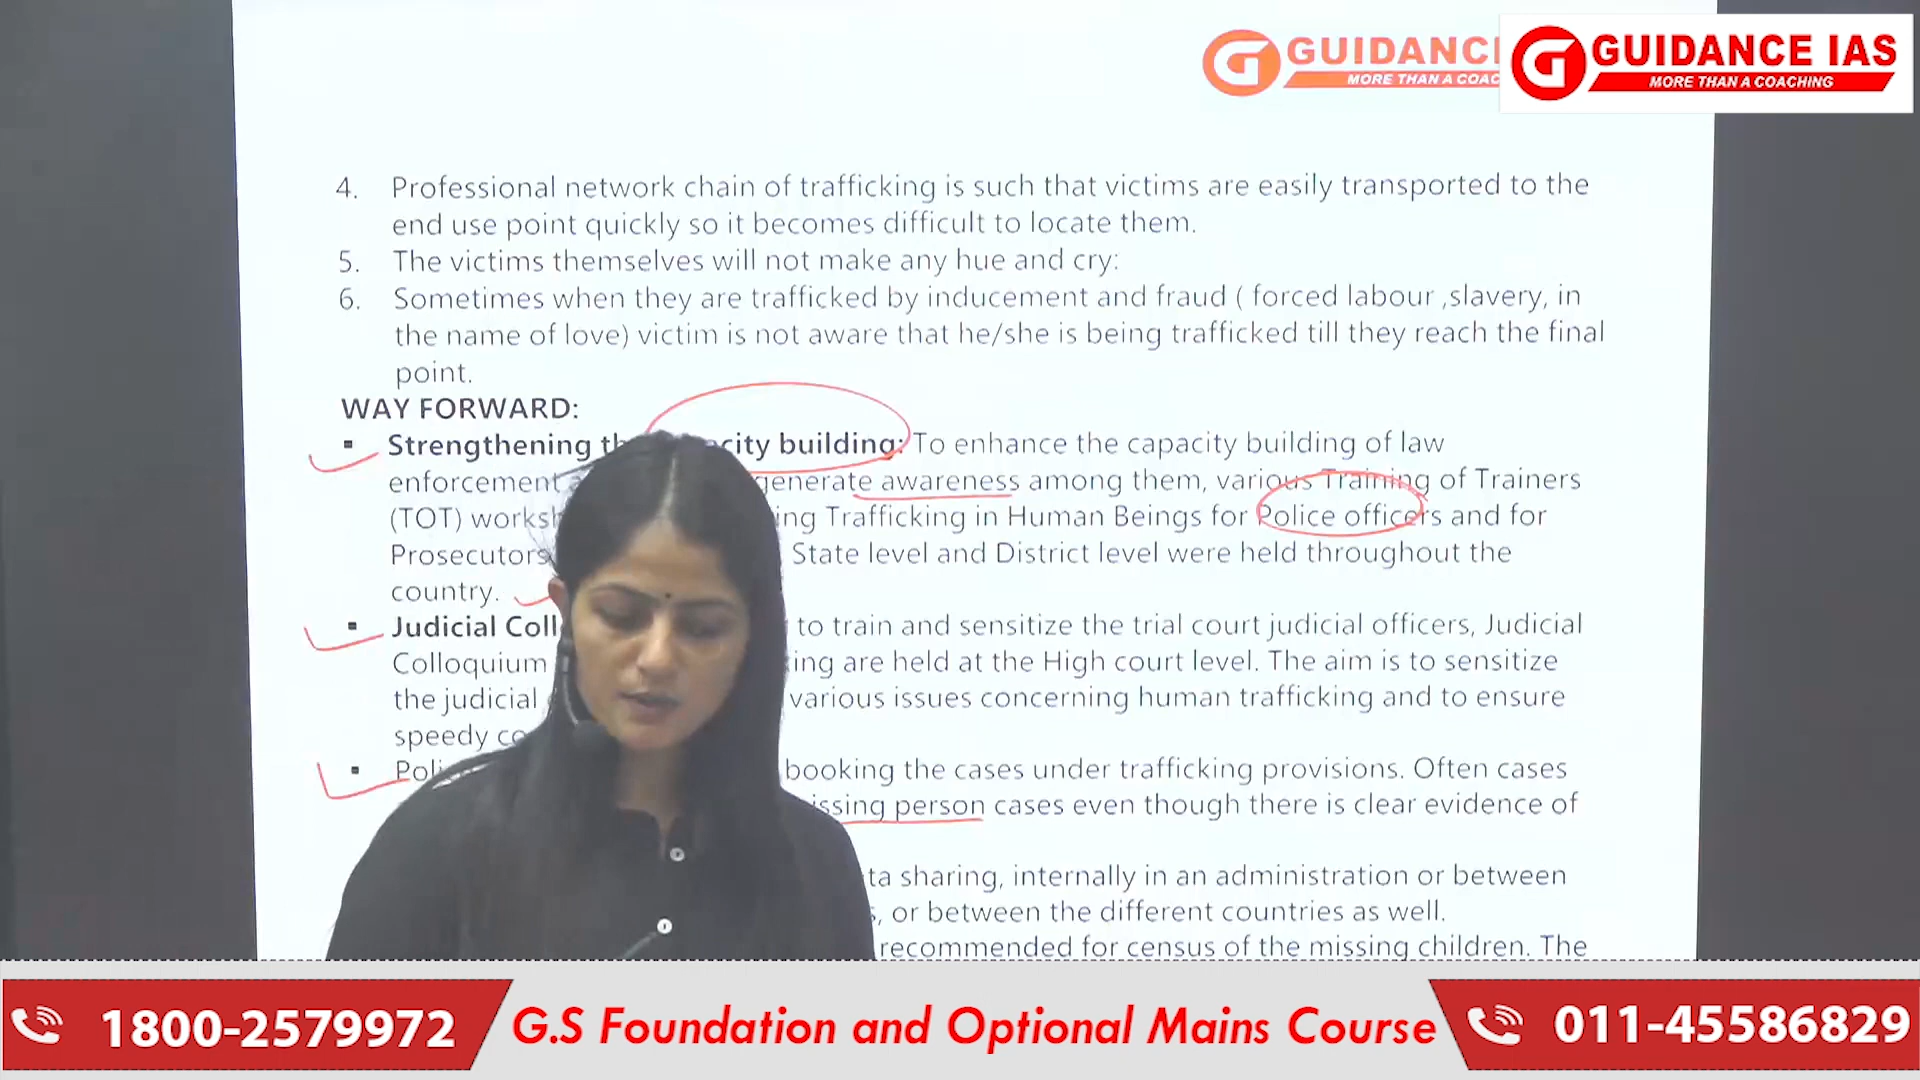 GUIDANCE IAS
MORE THAN A COACHING
GUIDANC
MORE THAN A COAC
4. Professional network chain of trafficking is such that victims are easily transported to the
end use point quickly so it becomes difficult to locate them.
5. The victims themselves will not make any hue and cry:
6. Sometimes when they are trafficked by inducement and fraud ( forced labour ,slavery, in
the name of love) victim is not aware that he/she is being trafficked till they reach the final
point.
WAY FORWARD:
Strengthening city building: To enhance the capacity building of law
enforcement generate awareness among them, various Training of Trainers
(TOT) Trafficking in Human Beings for Police officers and for
Prosecutors State level and District level were held throughout the
country.
Judicial to train and sensitize the trial court judicial officers, Judicial
Colloquium are held at the High court level. The aim is to sensitize
the judicial various issues concerning human trafficking and to ensure
speedy
booking the cases under trafficking provisions. Often cases
person cases even though there is clear evidence of
sharing, internally in an administration or between
or between the different countries as well.
recommended for census of the missing children. The
1800-2579972 G.S Foundation and Optional Mains Course 011-45586829